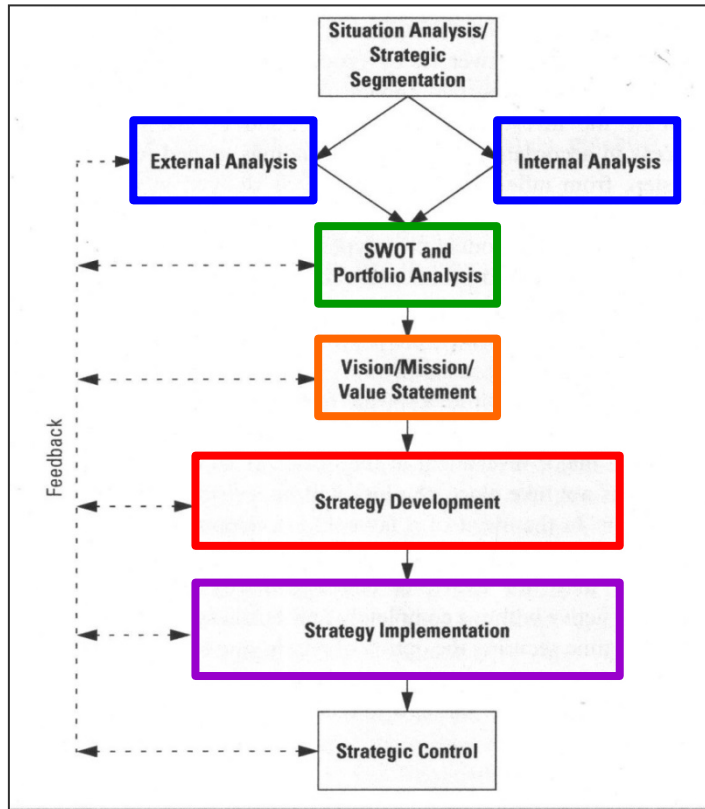 Situation Analysis/
Strategic
Segmentation
External Analysis
Internal Analysis
SWOT and
Portfolio Analysis
Vision/Mission/
Value Statement
Feedback
Strategy Development
Strategy Implementation
Strategic Control